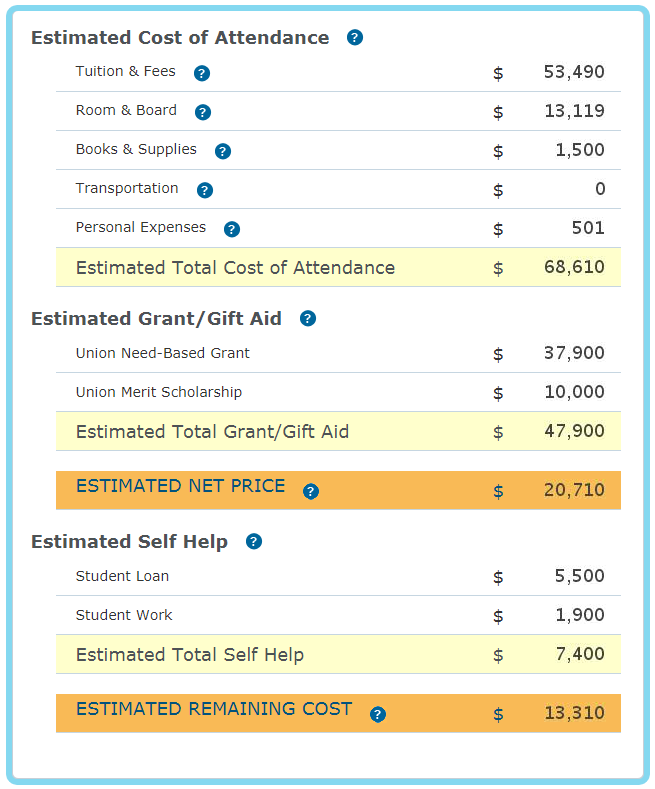 Estimated Cost of Attendance ?
Tuition & Fees ? $ 53,490
Room & Board ? $ 13,119
Books & Supplies ? $ 1,500
Transportation ? $ 0
Personal Expenses ? $ 501
Estimated Total Cost of Attendance $ 68,610
Estimated Grant/Gift Aid ?
Union Need-Based Grant $ 37,900
Union Merit Scholarship $ 10,000
Estimated Total Grant/Gift Aid $ 47,900
ESTIMATED NET PRICE ? $ 20,710
Estimated Self Help ?
Student Loan $ 5,500
Student Work $ 1,900
Estimated Total Self Help $ 7,400
ESTIMATED REMAINING COST ? $ 13,310